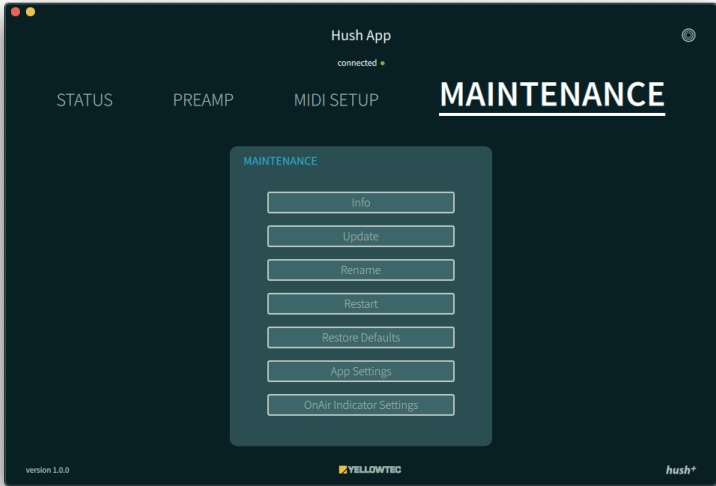 Hush App
connected
STATUS
PREAMP
MIDI SETUP
MAINTENANCE
MAINTENANCE
Info
Update
Rename
Restart
Restore Defaults
App Settings
OnAir Indicator Settings
version 1.0.0
YELLOWTEC
hush+